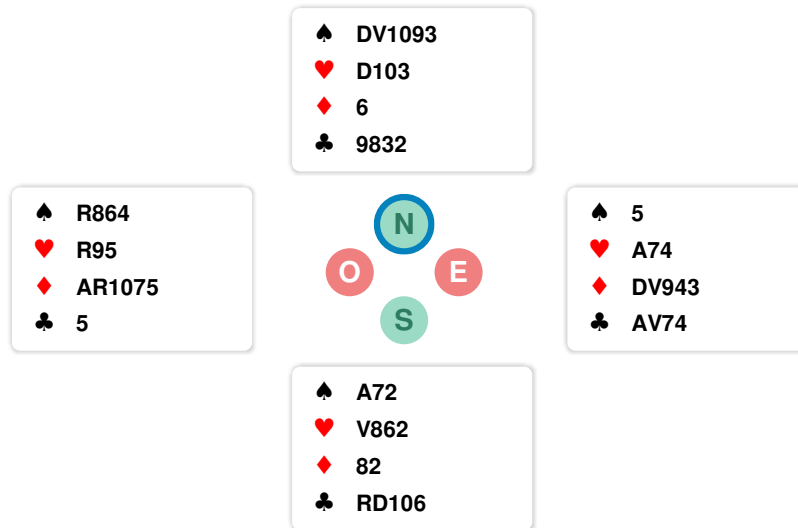 ♠ DV1093
♥ D103
♦ 6
♣ 9832
♠ R864
♥ R95
♦ AR1075
♣ 5
N
O E
S
♠ 5
♥ A74
♦ DV943
♣ AV74
♠ A72
♥ V862
♦ 82
♣ RD106